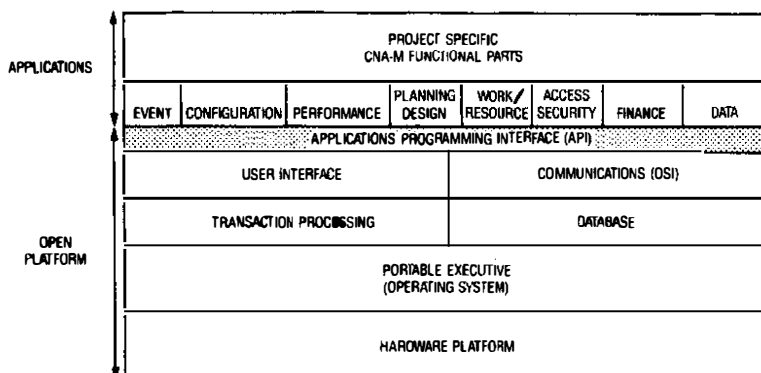 PROJECT SPECIFIC
CNA-M FUNCTIONAL PARTS
APPLICATIONS
EVENT
CONFIGURATION
PERFORMANCE
PLANNING
DESIGN
WORK/
RESOURCE
ACCESS
SECURITY
FINANCE
DATA
APPLICATIONS PROGRAMMING INTERFACE (API)
USER INTERFACE
COMMUNICATIONS (OSI)
TRANSACTION PROCESSING
DATABASE
OPEN
PLATFORM
PORTABLE EXECUTIVE
(OPERATING SYSTEM)
HARDWARE PLATFORM